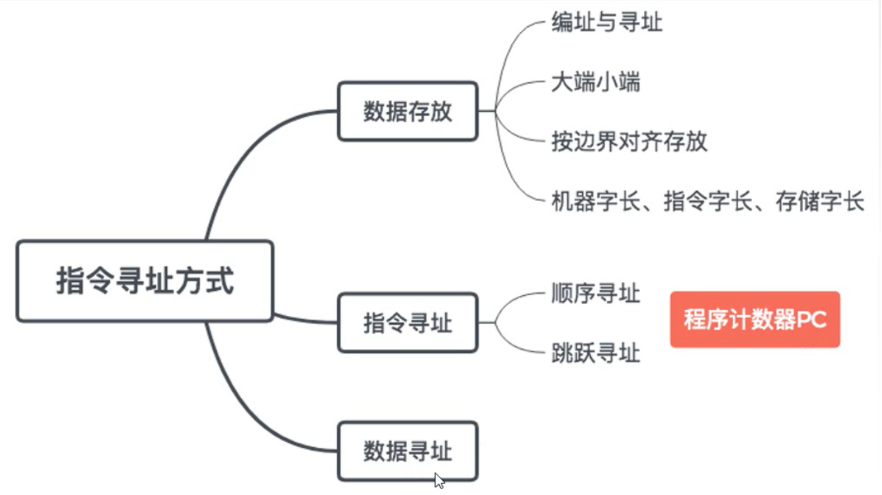 编址与寻址
大端小端
数据存放
按边界对齐存放
机器字长、指令字长、存储字长
指令寻址方式
顺序寻址
指令寻址
程序计数器PC
跳跃寻址
数据寻址